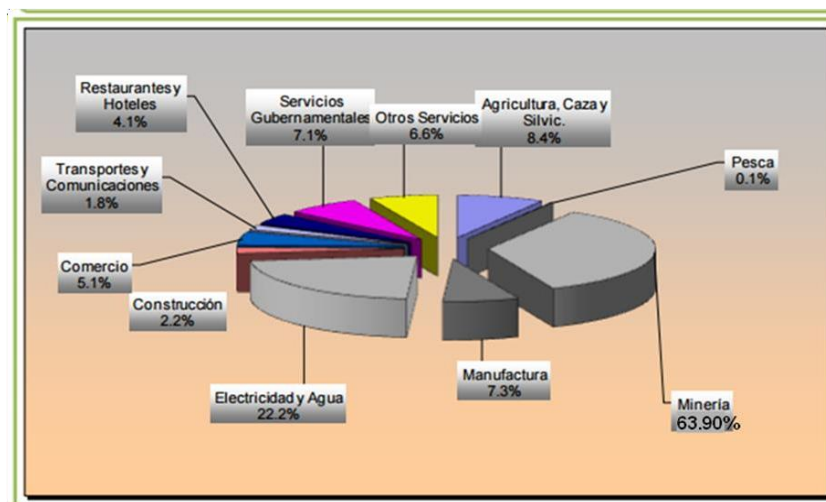 Restaurantes y
Hoteles
4.1%
Servicios
Gubernamentales
7.1%
Otros Servicios
6.6%
Agricultura, Caza y
Silvic.
8.4%
Pesca
0.1%
Transportes y
Comunicaciones
1.8%
Comercio
5.1%
Construcción
2.2%
Electricidad y Agua
22.2%
Manufactura
7.3%
Minería
63.90%